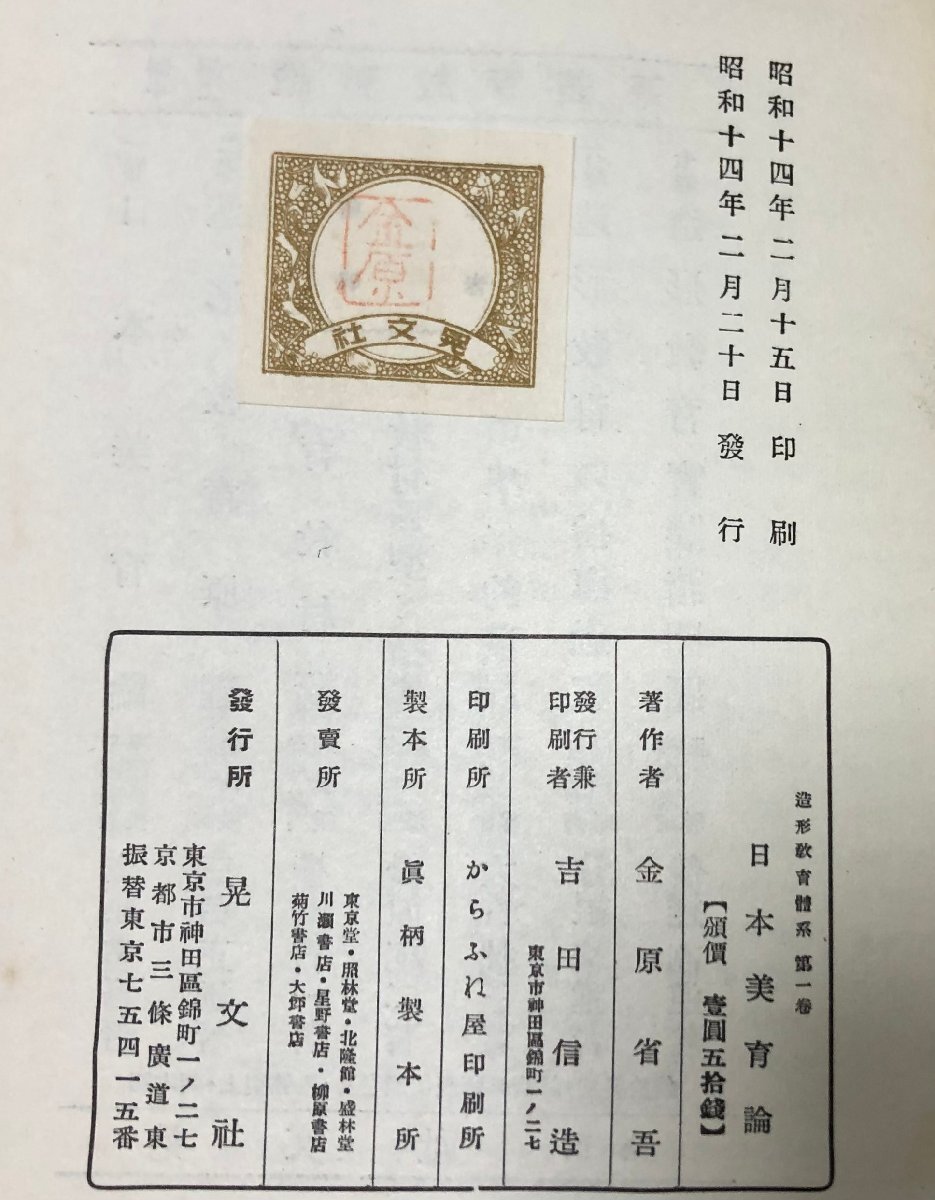 昭和十四年二月十五日 印 刷
昭和十四年二月二十日 發 行
金原
晃文社
造形敎育體系 第一卷
日本美育論
【頒價 壹圓五拾錢】
著作者 金原省吾
發行兼
印刷者 吉田信造
東京市神田區錦町一ノ二七
印刷所 からふね屋印刷所
製本所 眞柄製本所
發賣所
東京堂・照林堂・北隆館・盛林堂
川瀬書店・星野書店・柳原書店
菊竹書店・大鄣書店
發行所 晃文社
東京市神田區錦町一ノ二七
京都市三條廣道東
振替東京七五四一五番